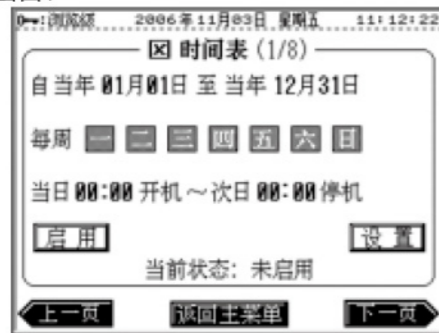 2006年11月03日 星期五 11:12:22
时间表 (1/8)
自当年 01月01日 至 当年 12月31日
每周 一 二 三 四 五 六 日
当日 00:00 开机～次日 00:00 停机
启用 设置
当前状态: 未启用
上一页 返回主菜单 下一页